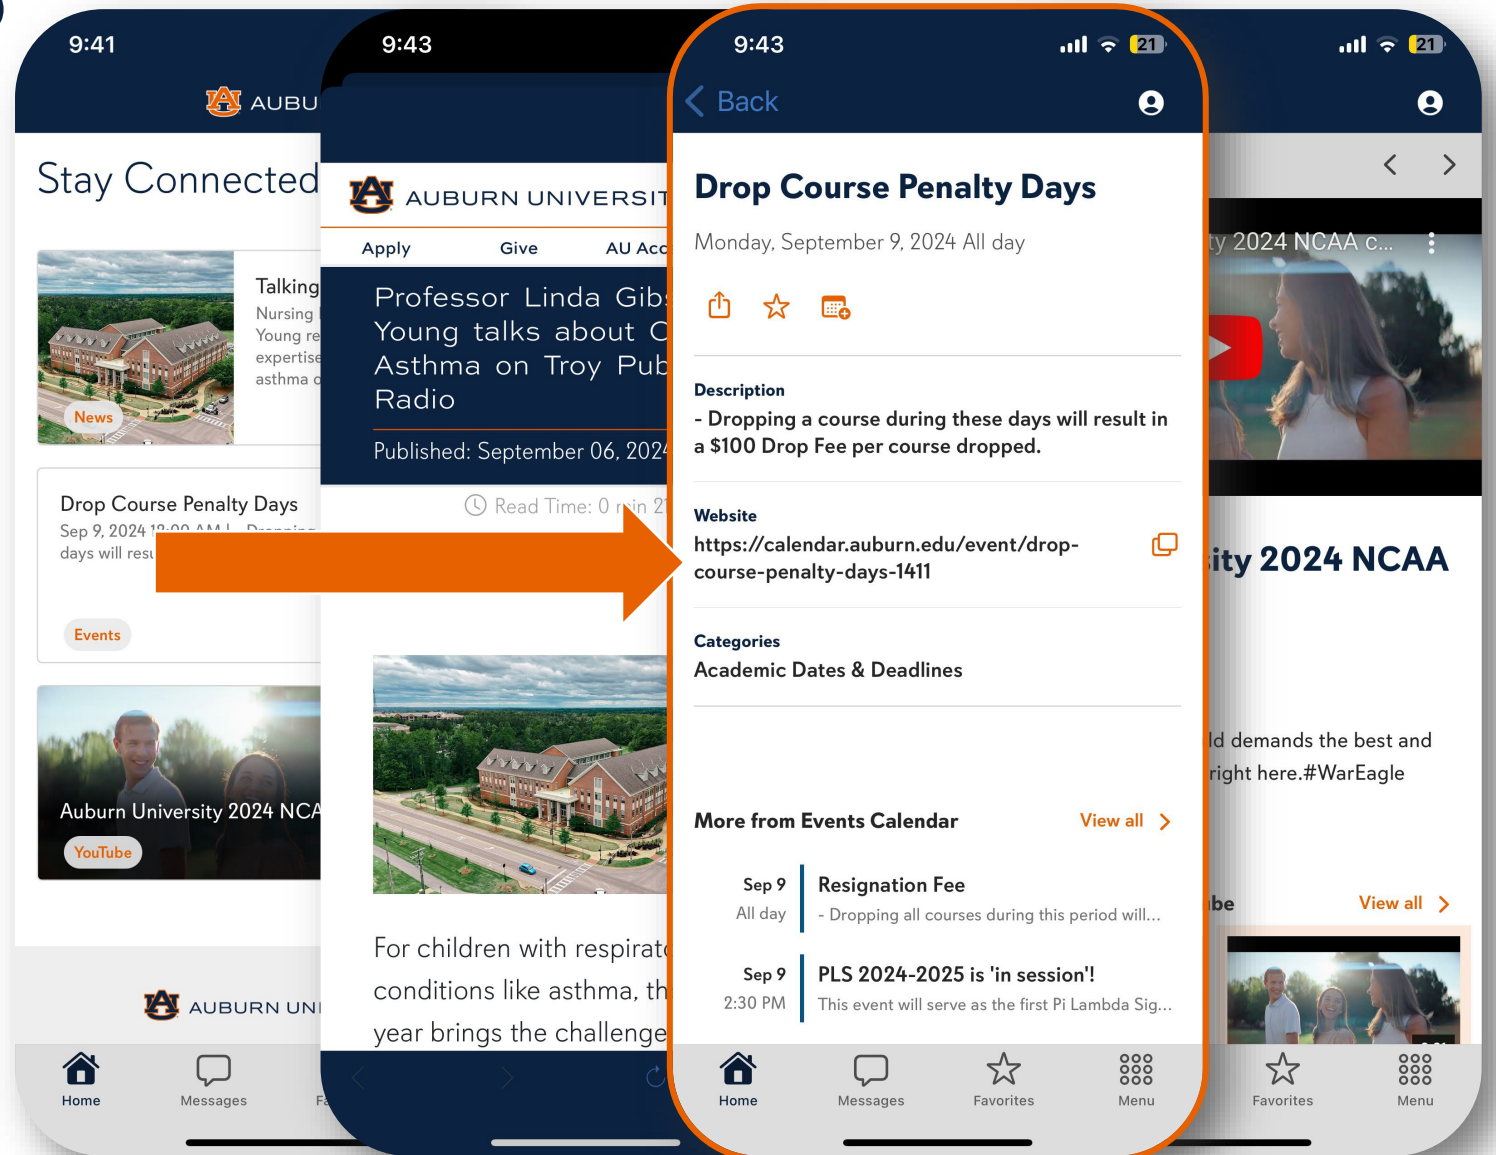 9:41
AUBU
Stay Connected
Talking
Nursing
Young re
expertise
asthma
News
Drop Course Penalty Days
Sep 9, 2024 12:00 AM | - Dropping
days will resu
Events
Auburn University 2024 NCA
YouTube
AUBURN UNI
Home
Messages
9:43
AUBURN UNIVERSIT
Apply
Give
AU Acc
Professor Linda Gibs
Young talks about C
Asthma on Troy Pub
Radio
Published: September 06, 2024
Read Time: 0 min 21
For children with respirato
conditions like asthma, th
year brings the challenge
9:43
21
Back
Drop Course Penalty Days
Monday, September 9, 2024 All day
Description
- Dropping a course during these days will result in
a $100 Drop Fee per course dropped.
Website
https://calendar.auburn.edu/event/drop-
course-penalty-days-1411
Categories
Academic Dates & Deadlines
More from Events Calendar
View all
Sep 9
Resignation Fee
All day
- Dropping all courses during this period will...
Sep 9
PLS 2024-2025 is 'in session'!
2:30 PM
This event will serve as the first Pi Lambda Sig...
Home
Messages
Favorites
Menu
21
ty 2024 NCAA c...
ity 2024 NCAA
ld demands the best and
right here.#WarEagle
be
View all
Favorites
Menu